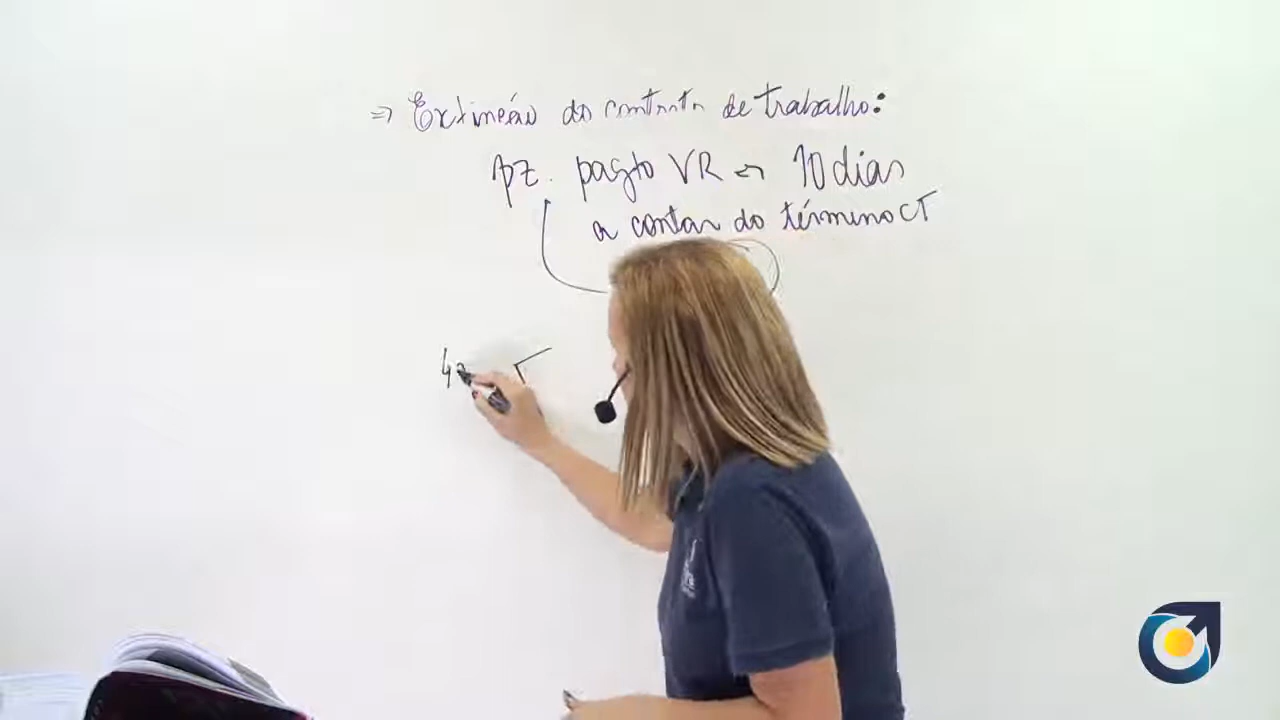 ⇒ Extinção do contrato de trabalho:
pz. pagto VR → 10 dias
a contar do término CT